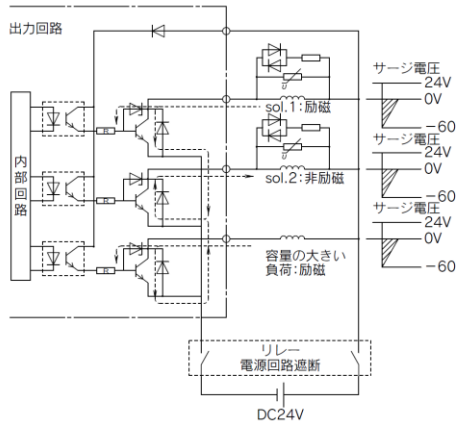 出力回路
内部回路
R
R
R
sol.1:励磁
sol.2:非励磁
容量の大きい
負荷:励磁
U
U
サージ電圧
24V
0V
-60
サージ電圧
24V
0V
-60
サージ電圧
24V
0V
-60
リレー
電源回路遮断
DC24V